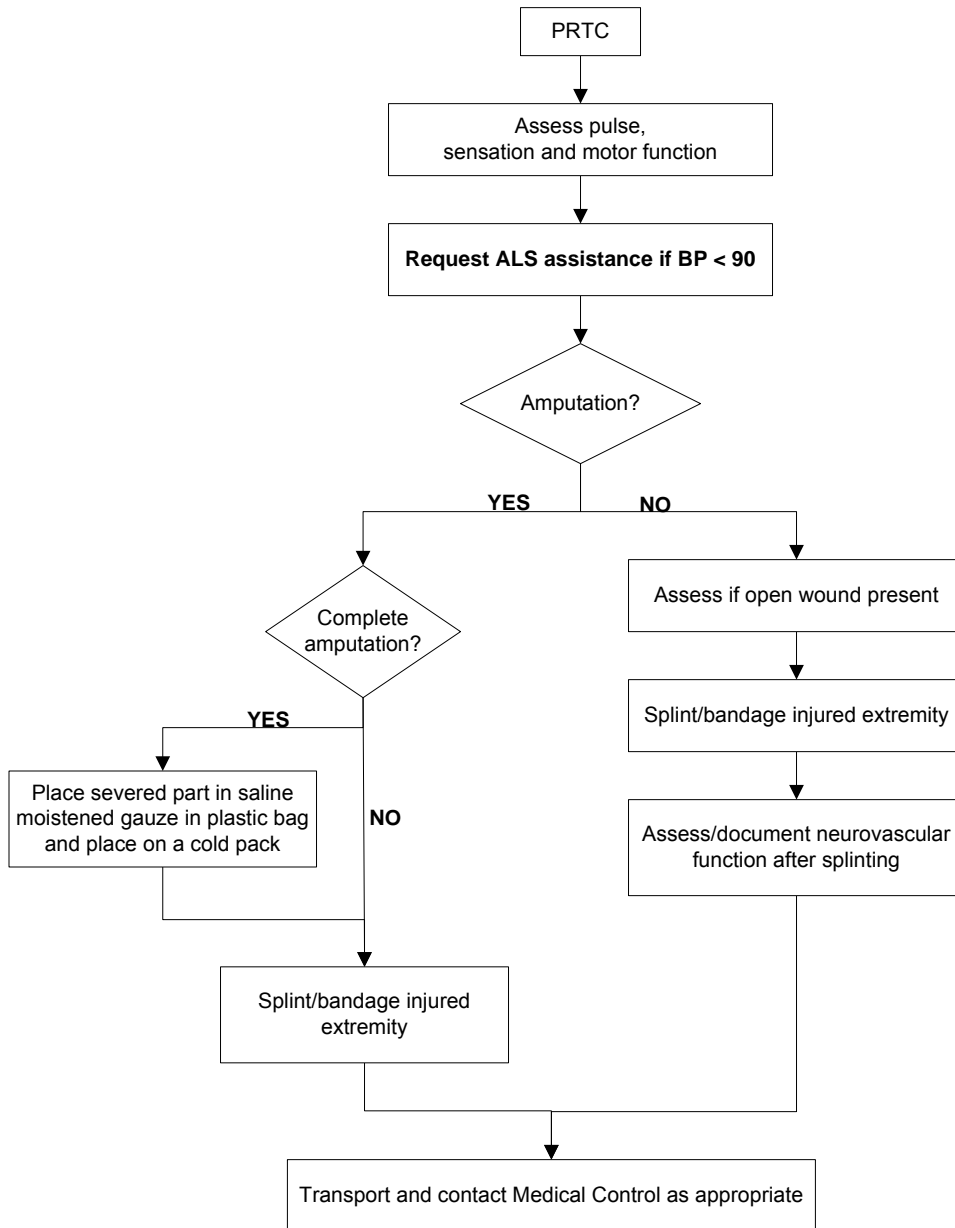 PRTC
Assess pulse,
sensation and motor function
Request ALS assistance if BP < 90
Amputation?
YES
NO
Complete
amputation?
Assess if open wound present
YES
Splint/bandage injured extremity
Place severed part in saline
moistened gauze in plastic bag
and place on a cold pack
NO
Assess/document neurovascular
function after splinting
Splint/bandage injured
extremity
Transport and contact Medical Control as appropriate